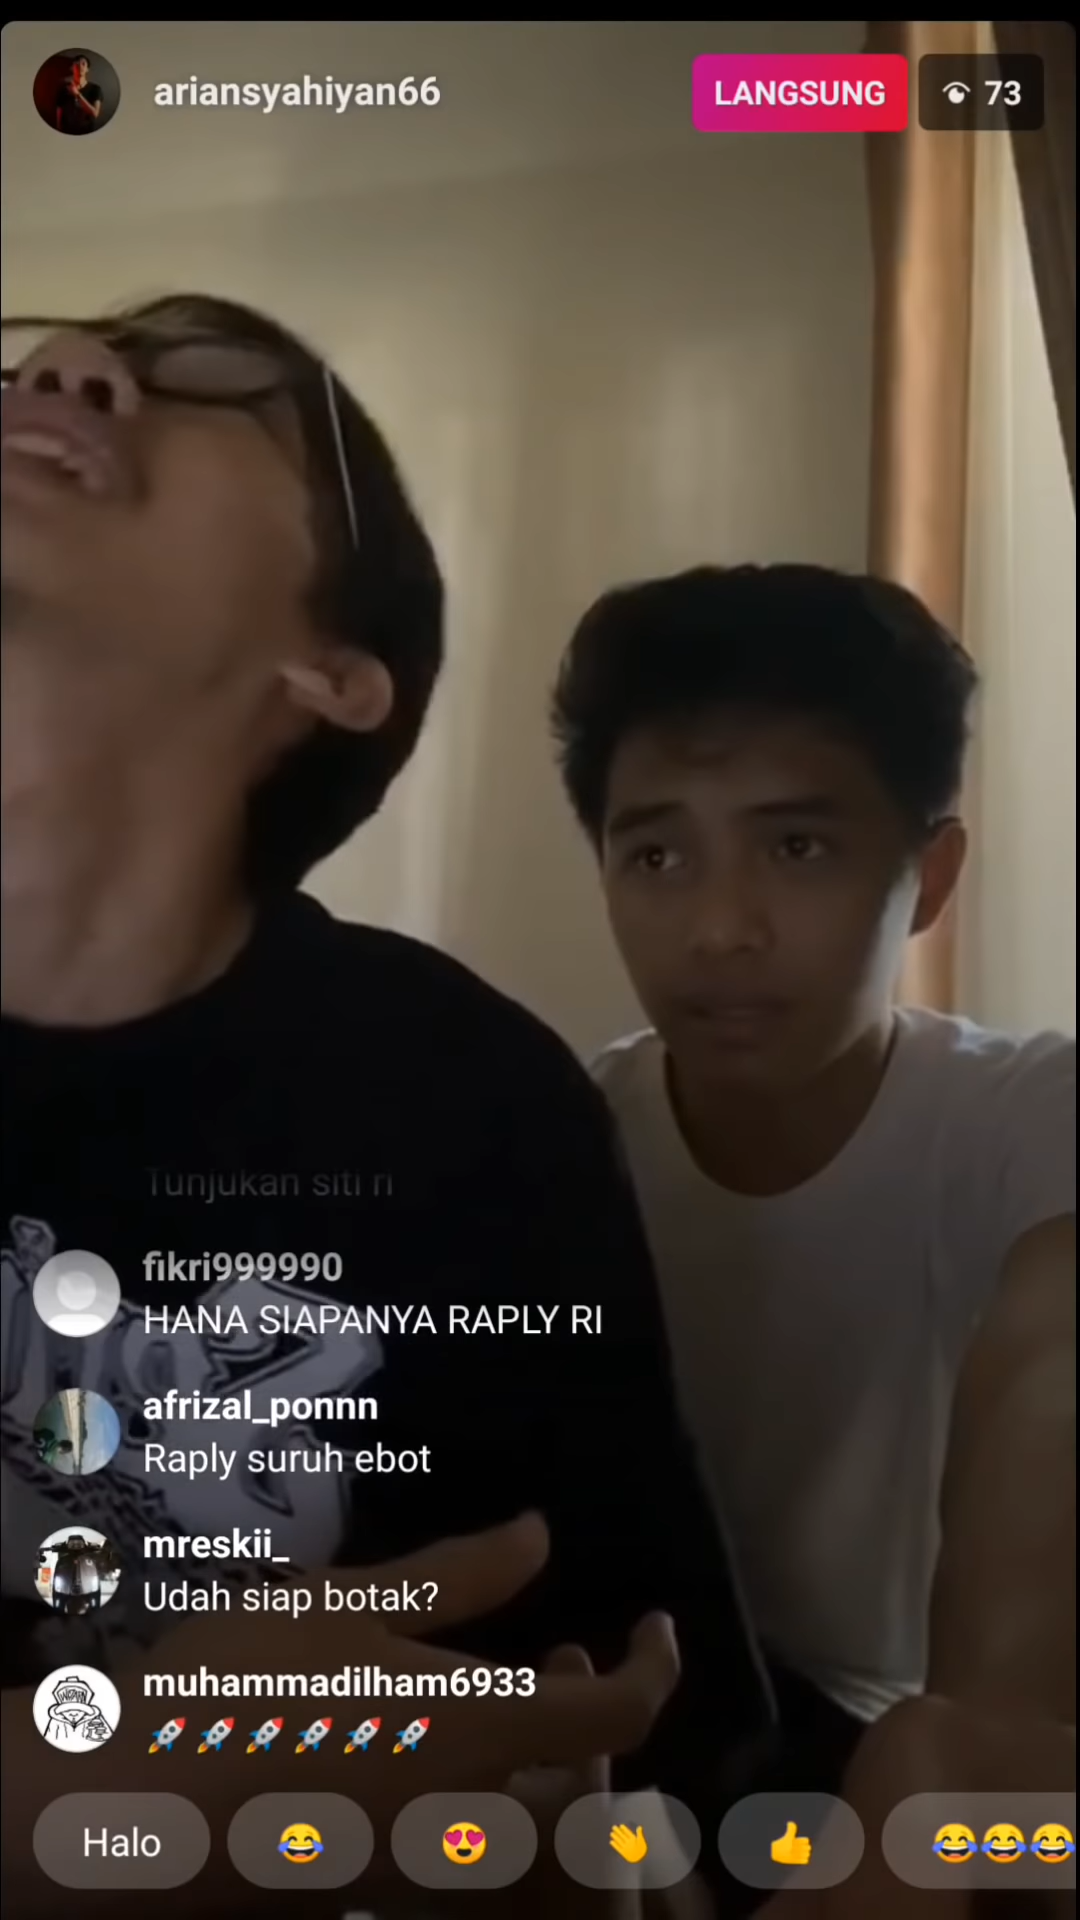 ariansyahiyan66
LANGSUNG
73
Tunjukan siti ri
fikri999990
HANA SIAPANYA RAPLY RI
afrizal_ponnn
Raply suruh ebot
mreskii_
Udah siap botak?
muhammadilham6933
🚀🚀🚀🚀🚀🚀
Halo 😂 😍 👋 👍 😂😂😂